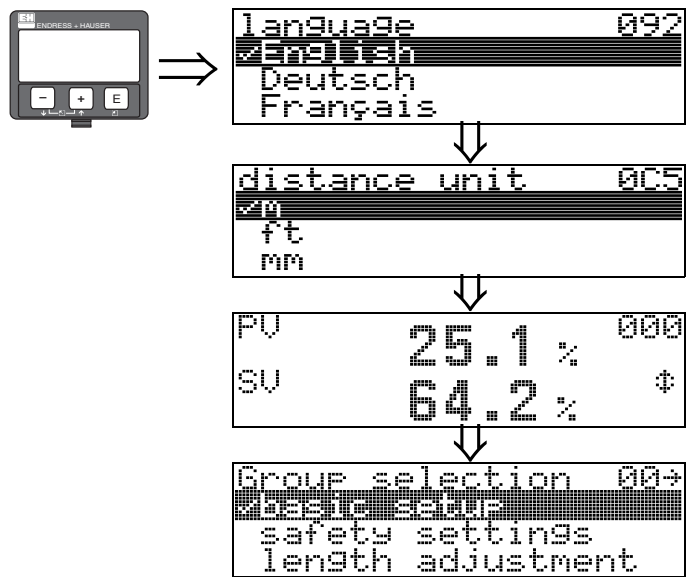 EH ENDRESS + HAUSER
- + E
language 092
✓English
Deutsch
Français
distance unit 0C5
✓m
ft
mm
PV 25.1 % 000
SV 64.2 %
Group selection 00→
✓basic setup
safety settings
length adjustment